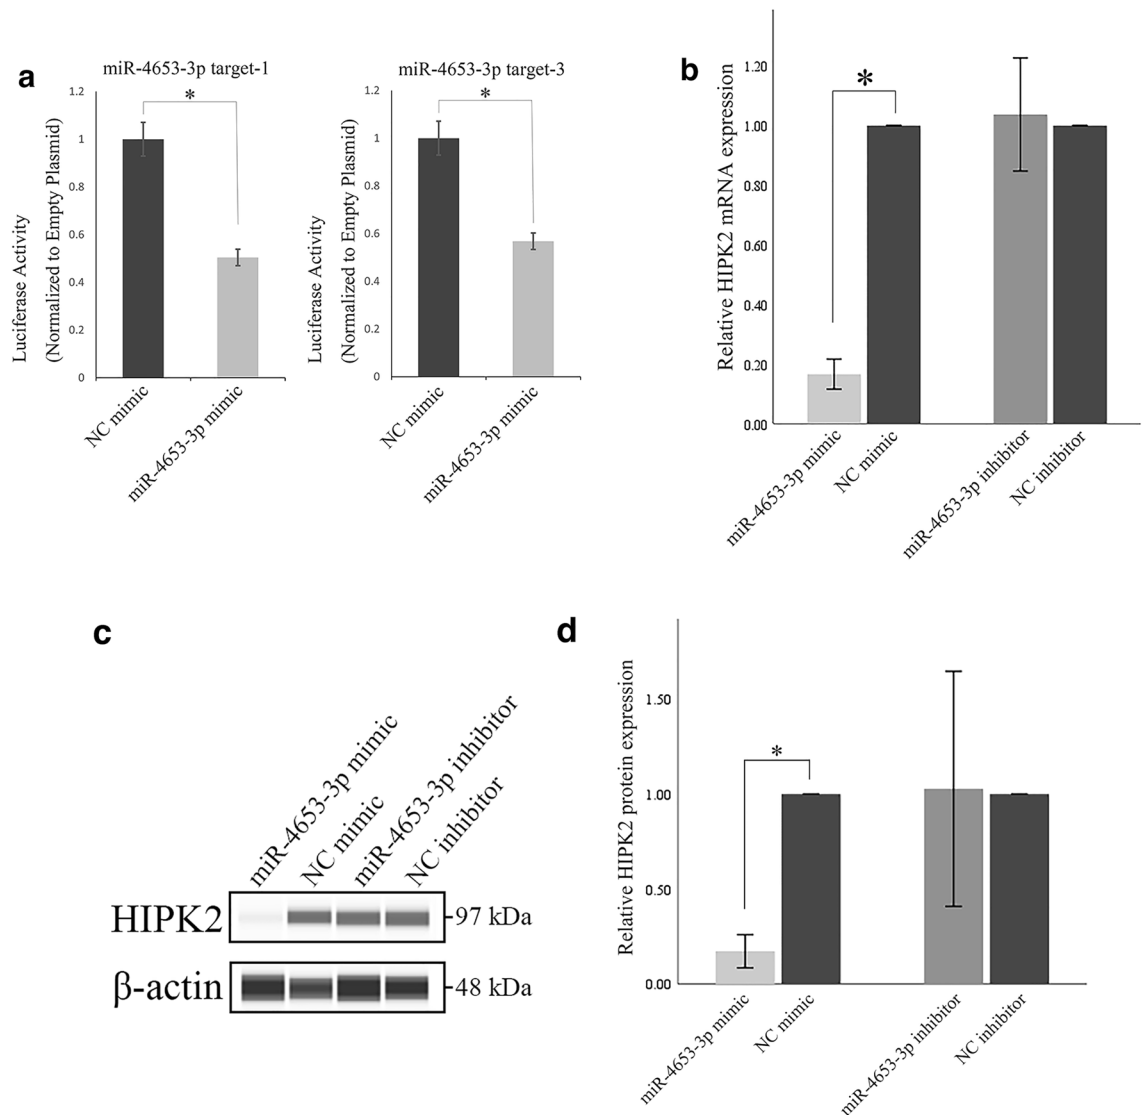 a
miR-4653-3p target-1
*
1.2
1
0.8
0.6
0.4
0.2
0
Luciferase Activity
(Normalized to Empty Plasmid)
NC mimic
miR-4653-3p mimic
miR-4653-3p target-3
*
1.2
1
0.8
0.6
0.4
0.2
0
Luciferase Activity
(Normalized to Empty Plasmid)
NC mimic
miR-4653-3p mimic
b
*
1.20
1.00
0.80
0.60
0.40
0.20
0.00
Relative HIPK2 mRNA expression
miR-4653-3p mimic
NC mimic
miR-4653-3p inhibitor
NC inhibitor
c
miR-4653-3p mimic
NC mimic
miR-4653-3p inhibitor
NC inhibitor
HIPK2
97 kDa
β-actin
48 kDa
d
*
1.50
1.00
0.50
0.00
Relative HIPK2 protein expression
miR-4653-3p mimic
NC mimic
miR-4653-3p inhibitor
NC inhibitor